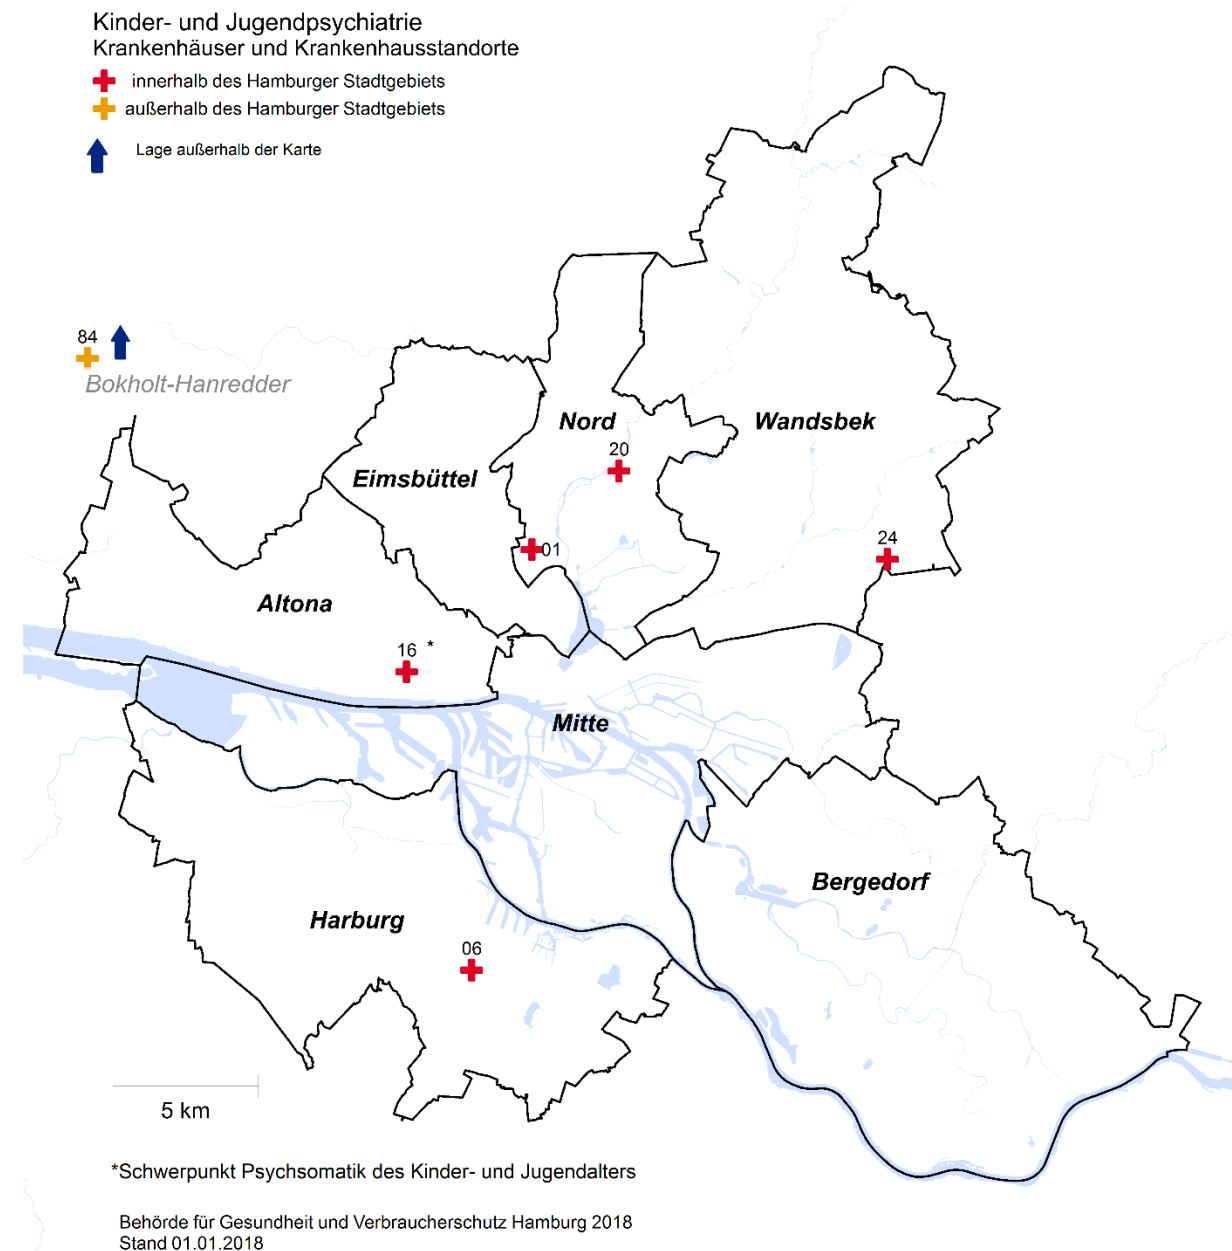 Kinder- und Jugendpsychiatrie
Krankenhäuser und Krankenhausstandorte
innerhalb des Hamburger Stadtgebiets
außerhalb des Hamburger Stadtgebiets
Lage außerhalb der Karte
84
Bokholt-Hanredder
Nord
Wandsbek
20
Eimsbüttel
24
01
Altona
16 *
Mitte
Bergedorf
Harburg
06
5 km
*Schwerpunkt Psychsomatik des Kinder- und Jugendalters
Behörde für Gesundheit und Verbraucherschutz Hamburg 2018
Stand 01.01.2018